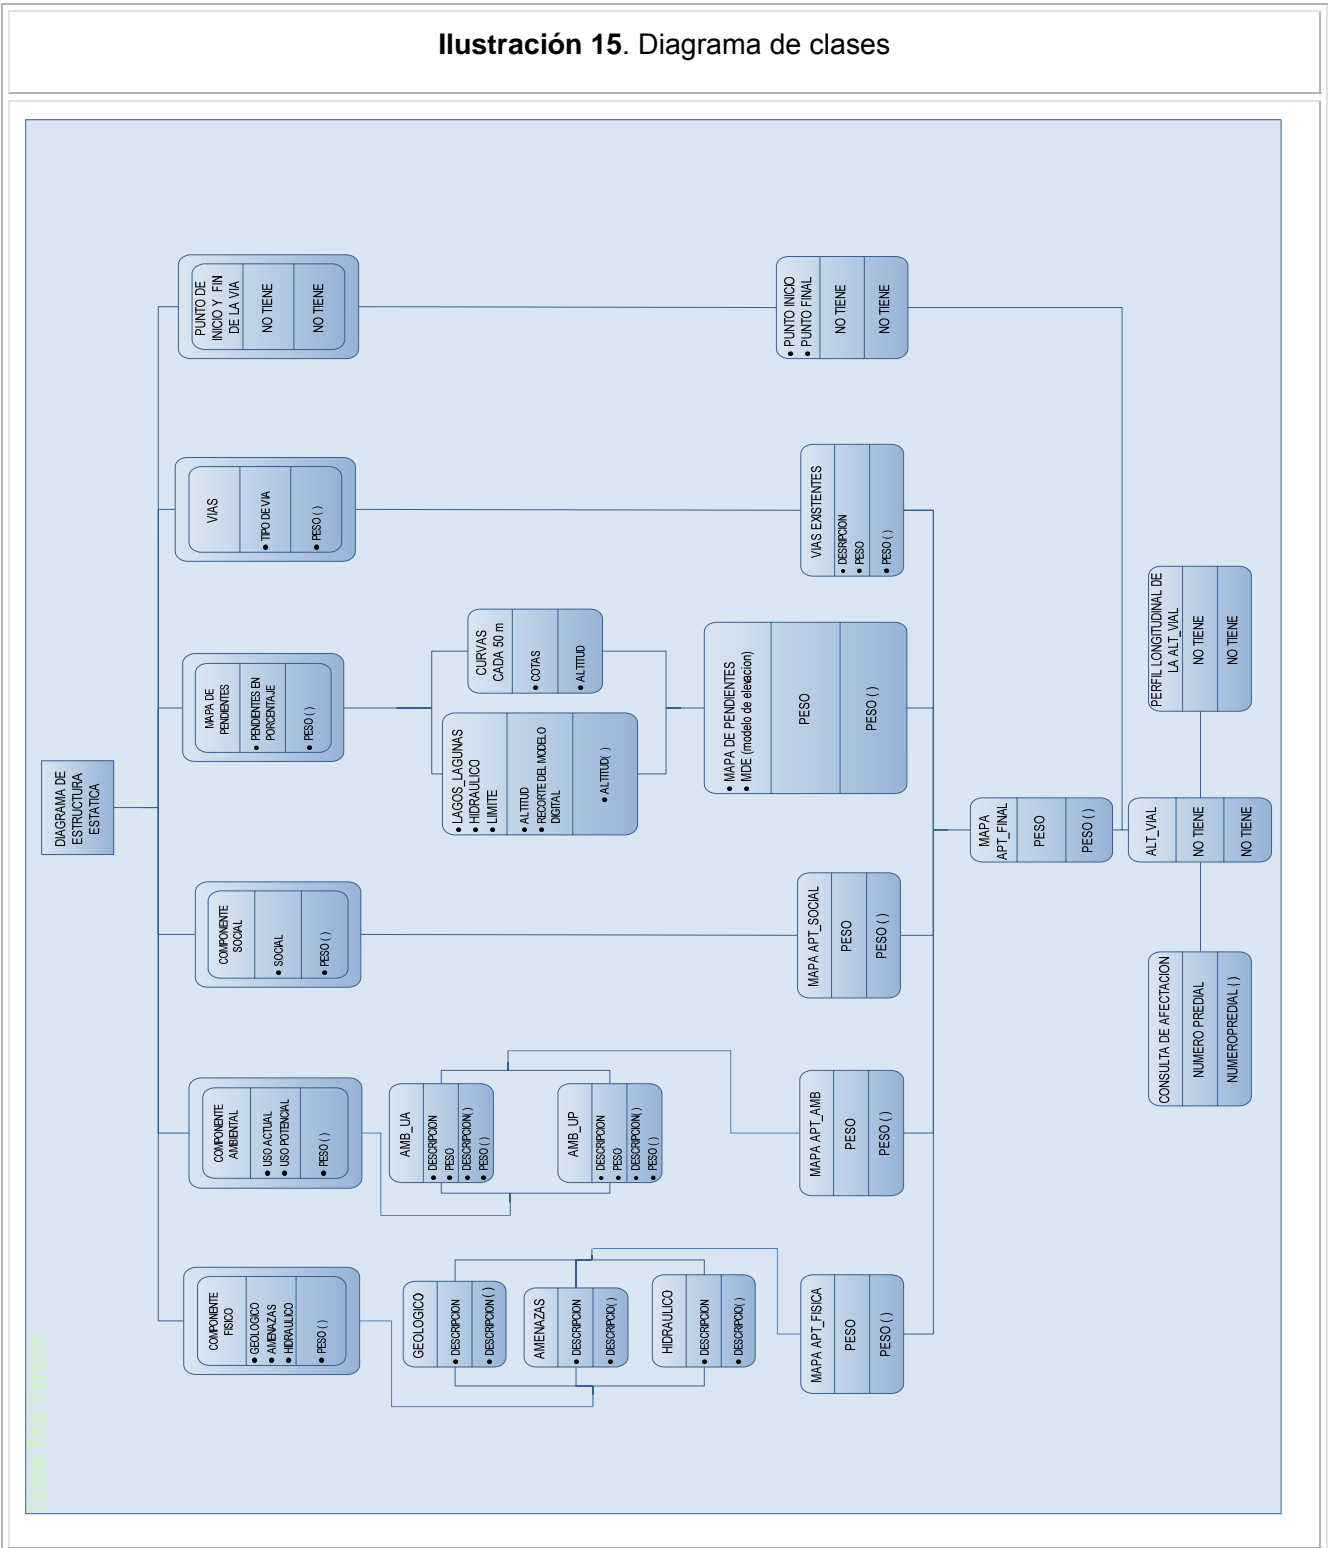 Ilustración 15. Diagrama de clases
DIAGRAMA DE
ESTRUCTURA
ESTATICA
COMPONENTE
FISICO
• GEOLOGICO
• AMENAZAS
• HIDRAULICO
• PESO ( )
COMPONENTE
AMBIENTAL
• USO ACTUAL
• USO POTENCIAL
• PESO ( )
COMPONENTE
SOCIAL
• SOCIAL
• PESO ( )
MAPA DE
PENDIENTES
• PENDIENTES EN
PORCENTAJE
• PESO ( )
VIAS
• TIPO DE VIA
• PESO ( )
PUNTO DE
INICIO Y FIN
DE LA VIA
NO TIENE
NO TIENE
GEOLOGICO
• DESCRIPCION
• DESCRIPCION ( )
AMENAZAS
• DESCRIPCION
• DESCRIPCIO( )
HIDRAULICO
• DESCRIPCION
• DESCRIPCIO( )
AMB_UA
• DESCRIPCION
• PESO
• DESCRIPCION( )
• PESO ( )
AMB_UP
• DESCRIPCION
• PESO
• DESCRIPCION( )
• PESO ( )
• LAGOS_LAGUNAS
• HIDRAULICO
• LIMITE
• ALTITUD
• RECORTE DEL MODELO
DIGITAL
• ALTITUD( )
CURVAS
CADA 50 m
• COTAS
• ALTITUD
MAPA APT_FISICA
PESO
PESO ( )
MAPA APT_AMB
PESO
PESO ( )
MAPA APT_SOCIAL
PESO
PESO ( )
• MAPA DE PENDIENTES
• MDE (modelo de elevacion)
PESO
PESO ( )
VIAS EXISTENTES
• DESRIPCION
• PESO
• PESO ( )
• PUNTO INICIO
• PUNTO FINAL
NO TIENE
NO TIENE
MAPA
APT_FINAL
PESO
PESO ( )
CONSULTA DE AFECTACION
NUMERO PREDIAL
NUMEROPREDIAL ( )
ALT_VIAL
NO TIENE
NO TIENE
PERFIL LONGITUDINAL DE
LA ALT_VIAL
NO TIENE
NO TIENE